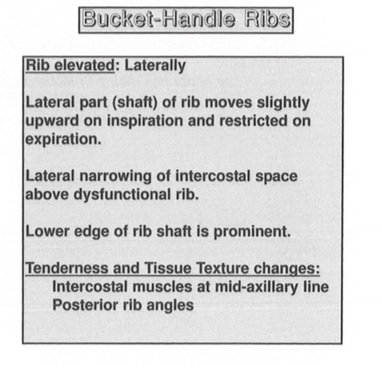 Bucket-Handle Ribs
Rib elevated: Laterally
Lateral part (shaft) of rib moves slightly
upward on inspiration and restricted on
expiration.
Lateral narrowing of intercostal space
above dysfunctional rib.
Lower edge of rib shaft is prominent.
Tenderness and Tissue Texture changes:
Intercostal muscles at mid-axillary line
Posterior rib angles